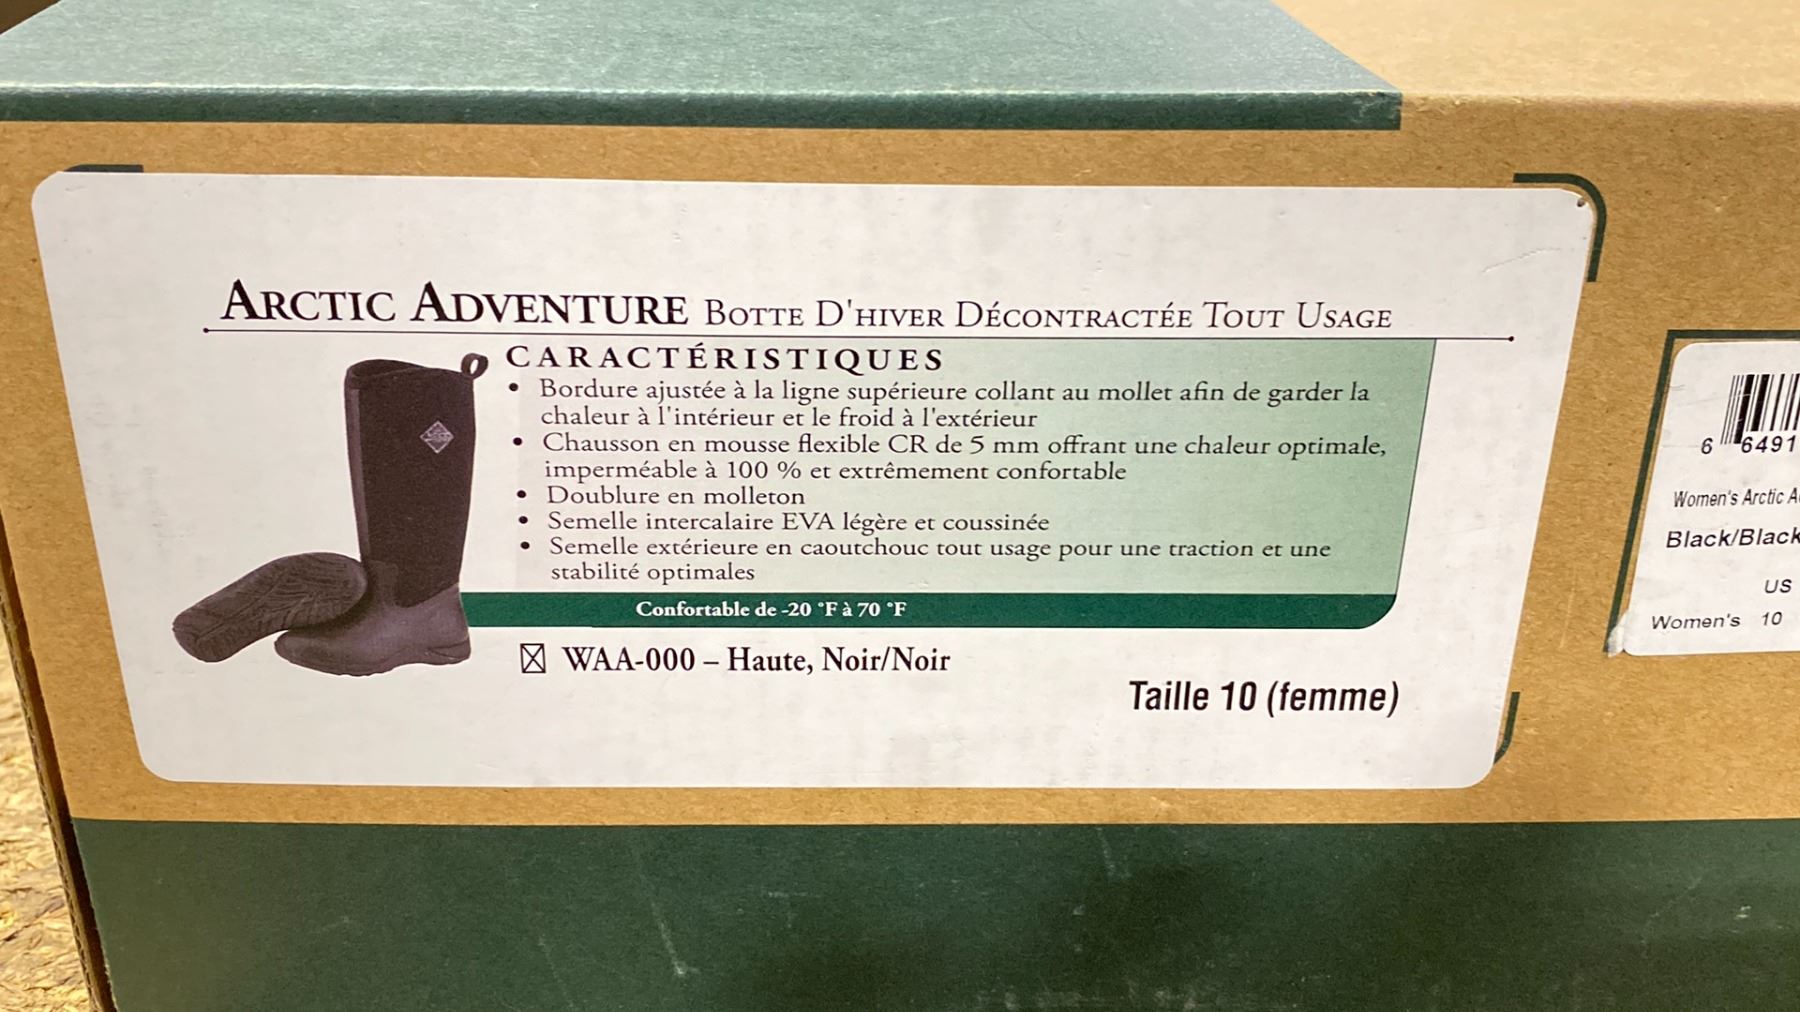 ARCTIC ADVENTURE BOTTE D'HIVER DÉCONTRACTÉE TOUT USAGE
CARACTÉRISTIQUES
• Bordure ajustée à la ligne supérieure collant au mollet afin de garder la
chaleur à l'intérieur et le froid à l'extérieur
• Chausson en mousse flexible CR de 5 mm offrant une chaleur optimale,
imperméable à 100 % et extrêmement confortable
• Doublure en molleton
• Semelle intercalaire EVA légère et coussinée
• Semelle extérieure en caoutchouc tout usage pour une traction et une
stabilité optimales
Confortable de -20 °F à 70 °F
☒ WAA-000 – Haute, Noir/Noir
Taille 10 (femme)
6 6491
Women's Arctic
Black/Black
US
Women's 10